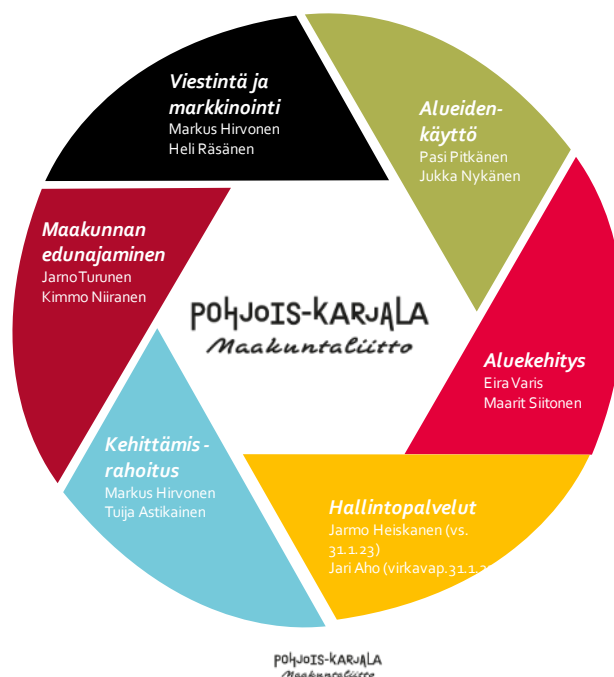 Viestintä ja
markkinointi
Markus Hirvonen
Heli Räsänen
Alueiden-
käyttö
Pasi Pitkänen
Jukka Nykänen
Maakunnan
edunajaminen
Jarno Turunen
Kimmo Niiranen
POHJOIS-KARJALA
Maakuntaliitto
Aluekehitys
Eira Varis
Maarit Siitonen
Kehittämis-
rahoitus
Markus Hirvonen
Tuija Astikainen
Hallintopalvelut
Jarmo Heiskanen (vs.
31.1.23)
Jari Aho (virkavap.31.1.
POHJOIS-KARJALA
Maakuntaliitto